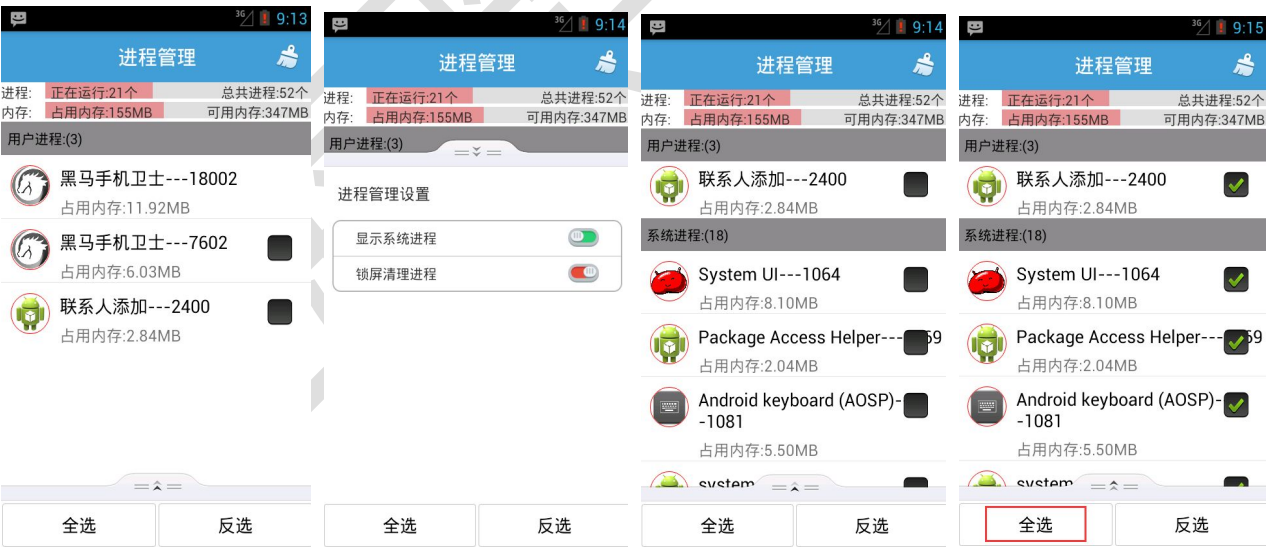 3G 9:13
进程管理
进程: 正在运行:21个 总共进程:52个
内存: 占用内存:155MB 可用内存:347MB
用户进程:(3)
黑马手机卫士---18002
占用内存:11.92MB
黑马手机卫士---7602
占用内存:6.03MB
联系人添加---2400
占用内存:2.84MB
全选 反选
3G 9:14
进程管理
进程: 正在运行:21个 总共进程:52个
内存: 占用内存:155MB 可用内存:347MB
用户进程:(3)
进程管理设置
显示系统进程
锁屏清理进程
全选 反选
3G 9:14
进程管理
进程: 正在运行:21个 总共进程:52个
内存: 占用内存:155MB 可用内存:347MB
用户进程:(3)
联系人添加---2400
占用内存:2.84MB
系统进程:(18)
System UI---1064
占用内存:8.10MB
Package Access Helper---
占用内存:2.04MB
Android keyboard (AOSP)-
--1081
占用内存:5.50MB
system
全选 反选
3G 9:15
进程管理
进程: 正在运行:21个 总共进程:52个
内存: 占用内存:155MB 可用内存:347MB
用户进程:(3)
联系人添加---2400
占用内存:2.84MB
系统进程:(18)
System UI---1064
占用内存:8.10MB
Package Access Helper---
占用内存:2.04MB
Android keyboard (AOSP)-
--1081
占用内存:5.50MB
system
全选 反选